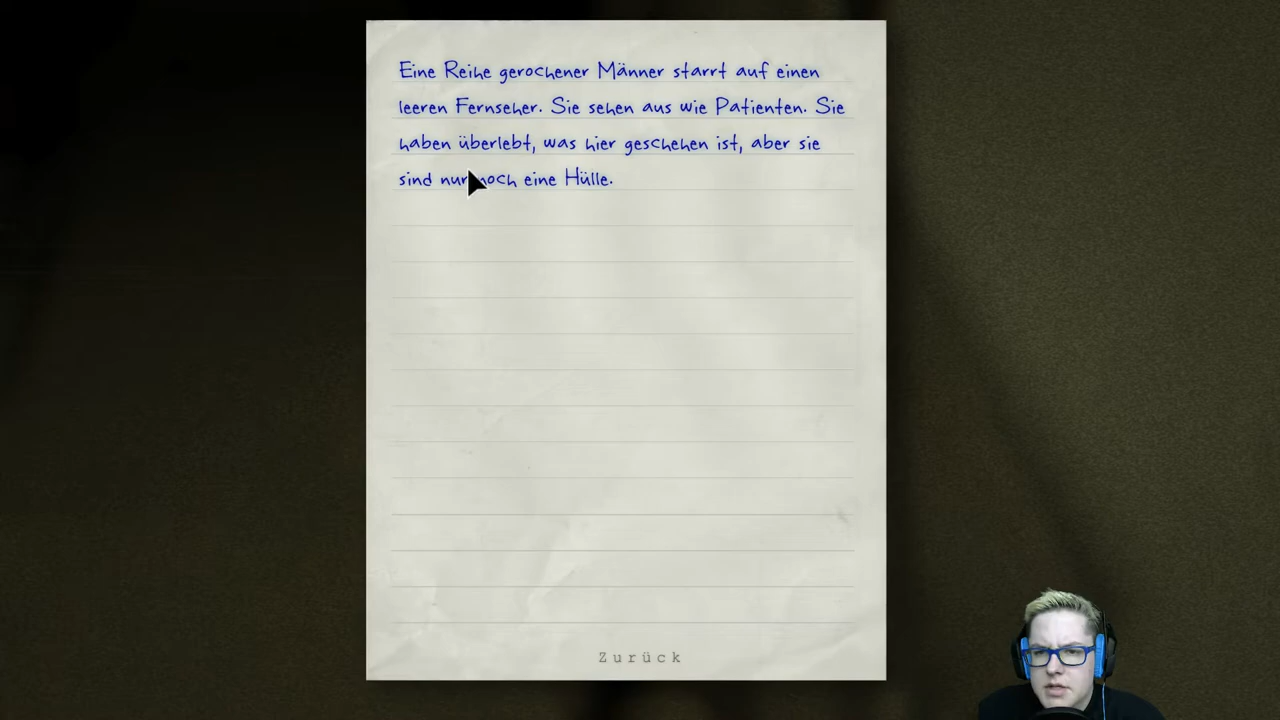 Eine Reihe gerochener Männer starrt auf einen
leeren Fernseher. Sie sehen aus wie Patienten. Sie
haben überlebt, was hier geschehen ist, aber sie
sind nur noch eine Hülle.
Zurück